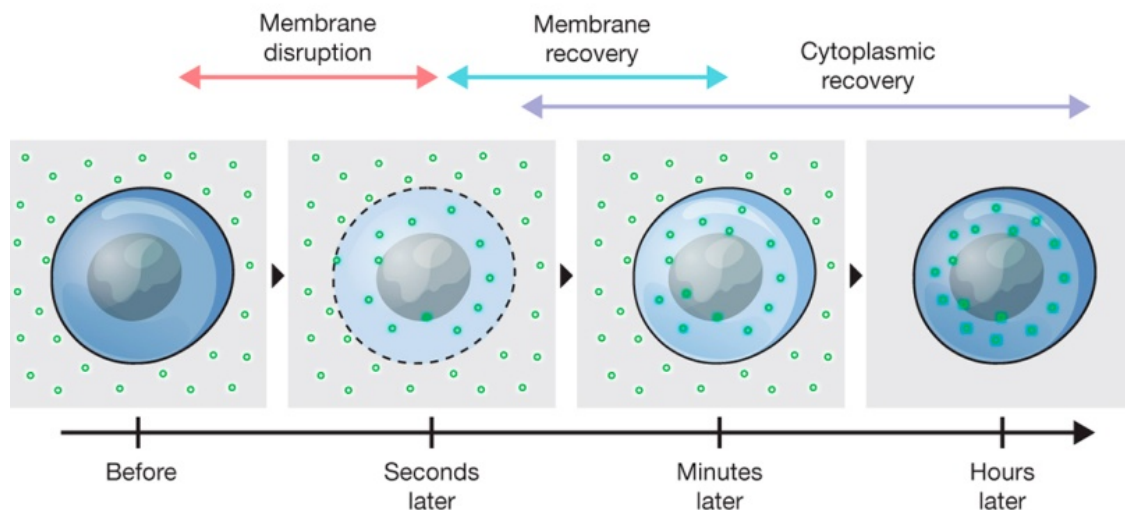 Membrane
disruption
Membrane
recovery
Cytoplasmic
recovery
Before
Seconds
later
Minutes
later
Hours
later